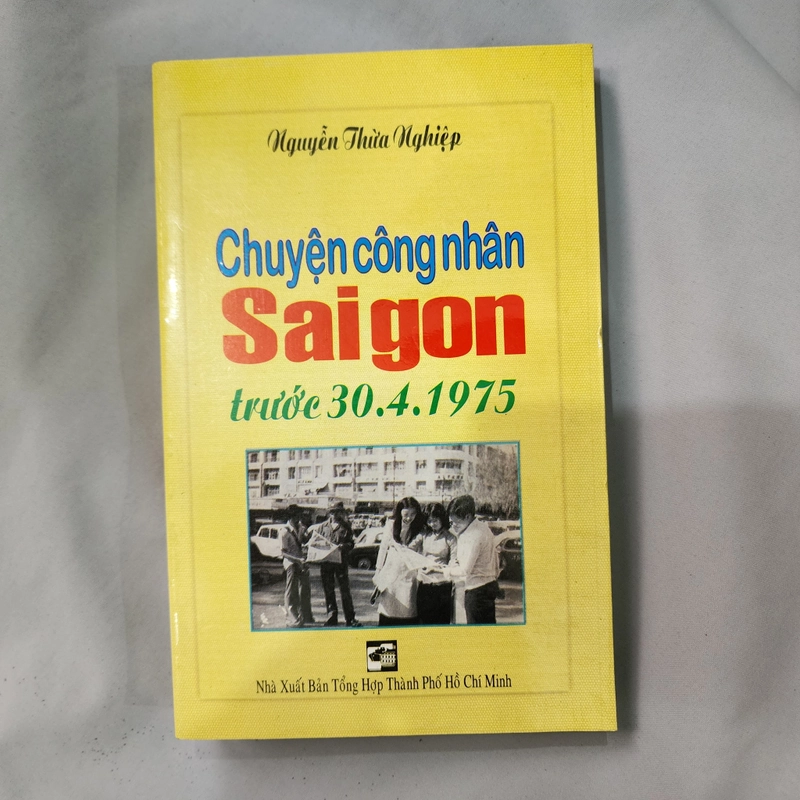 Nguyễn Thừa Nghiệp
Chuyện công nhân
Saigon
trước 30.4.1975
Nhà Xuất Bản Tổng Hợp Thành Phố Hồ Chí Minh